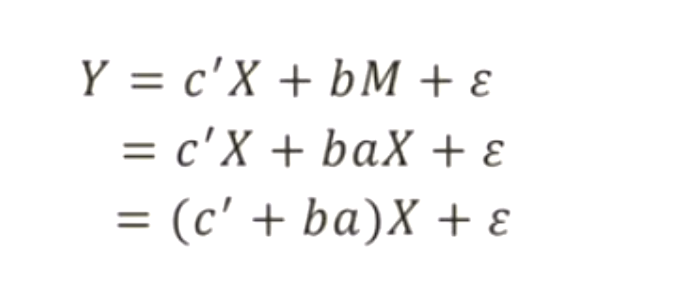 Y = c′X + bM + ε
= c′X + baX + ε
= (c′ + ba)X + ε